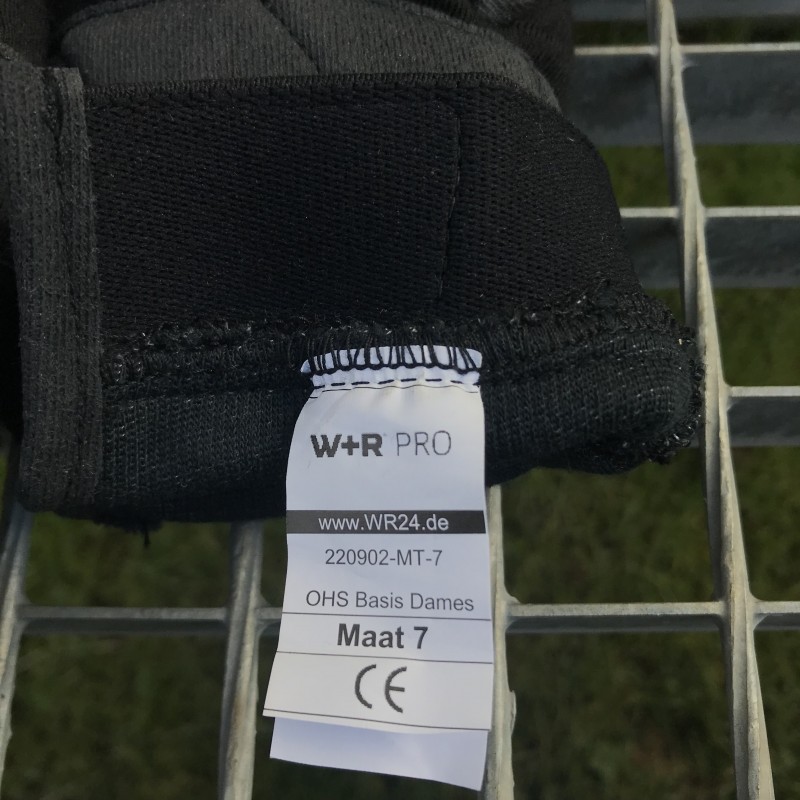 W+R PRO
www.WR24.de
220902-MT-7
OHS Basis Dames
Maat 7
CE